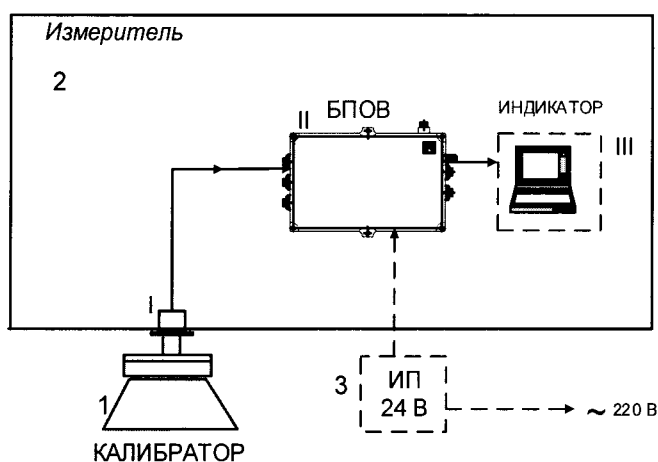 Измеритель
2
II
БПОВ
ИНДИКАТОР
III
I
1
КАЛИБРАТОР
3
ИП
24 В
~ 220 В